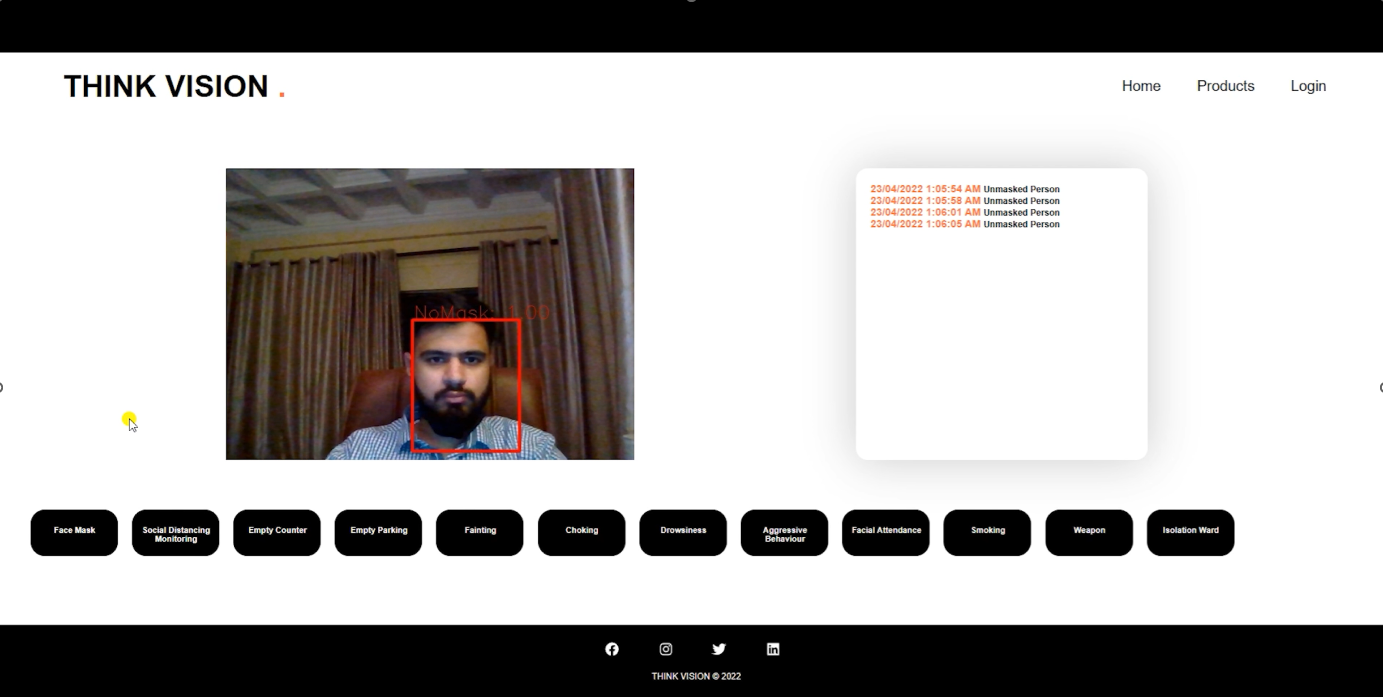 THINK VISION .
Home
Products
Login
NoMask: 1.00
23/04/2022 1:05:54 AM Unmasked Person
23/04/2022 1:05:58 AM Unmasked Person
23/04/2022 1:06:01 AM Unmasked Person
23/04/2022 1:06:05 AM Unmasked Person
Face Mask
Social Distancing
Monitoring
Empty Counter
Empty Parking
Fainting
Choking
Drowsiness
Aggressive
Behaviour
Facial Attendance
Smoking
Weapon
Isolation Ward
THINK VISION © 2022